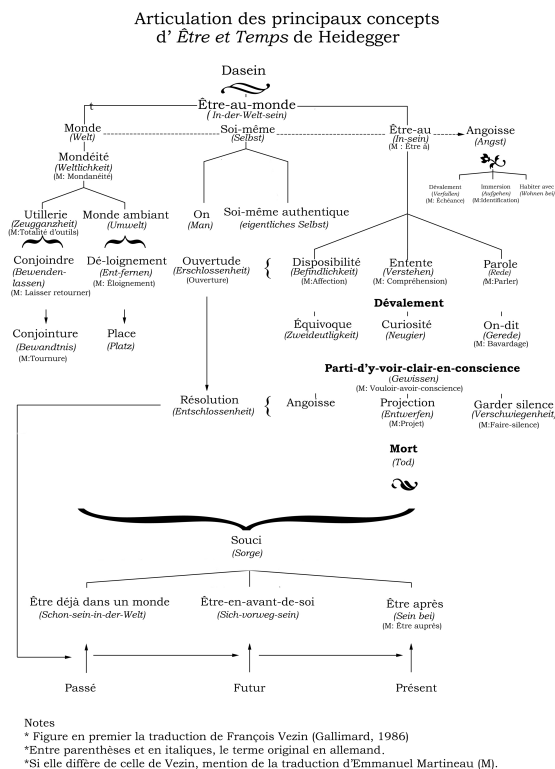 Articulation des principaux concepts
d' Être et Temps de Heidegger
Dasein
t
Être-au-monde
( In-der-Welt-sein)
Monde
(Welt)
Soi-même
(Selbst)
Être-au
(In-sein)
(M : Être à)
Angoisse
(Angst)
Mondéité
(Weltlichkeit)
(M: Mondanéité)
Dévalement
(Verfallen)
(M: Échéance)
Immersion
(Aufgehen)
(M:Identification)
Habiter avec
(Wohnen bei)
Utillerie
(Zeugganzheit)
(M:Totalité d'outils)
Monde ambiant
(Umwelt)
On
(Man)
Soi-même authentique
(eigentliches Selbst)
Conjoindre
(Bewenden-
lassen)
(M: Laisser retourner)
Dé-loignement
(Ent-fernen)
(M: Éloignement)
Ouvertude
(Erschlossenheit)
(Ouverture)
{
Disposibilité
(Befindlichkeit)
(M:Affection)
Entente
(Verstehen)
(M: Compréhension)
Parole
(Rede)
(M:Parler)
Dévalement
Conjointure
(Bewandtnis)
(M:Tournure)
Place
(Platz)
Équivoque
(Zweideutigkeit)
Curiosité
(Neugier)
On-dit
(Gerede)
(M: Bavardage)
Parti-d'y-voir-clair-en-conscience
(Gewissen)
(M: Vouloir-avoir-conscience)
Résolution
(Entschlossenheit)
{
Angoisse
Projection
(Entwerfen)
(M:Projet)
Garder silence
(Verschwiegenheit)
(M:Faire-silence)
Mort
(Tod)
Souci
(Sorge)
Être déjà dans un monde
(Schon-sein-in-der-Welt)
Être-en-avant-de-soi
(Sich-vorweg-sein)
Être après
(Sein bei)
(M: Être auprès)
Passé
Futur
Présent
Notes
* Figure en premier la traduction de François Vezin (Gallimard, 1986)
*Entre parenthèses et en italiques, le terme original en allemand.
*Si elle diffère de celle de Vezin, mention de la traduction d'Emmanuel Martineau (M).